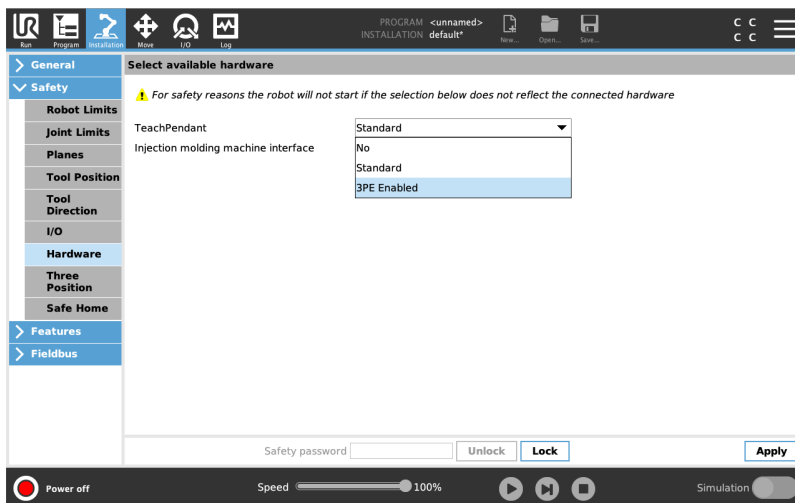 UR
Run
Program
Installation
Move
I/O
Log
PROGRAM <unnamed>
INSTALLATION default*
New...
Open...
Save...
C C
C C
General
Safety
Robot Limits
Joint Limits
Planes
Tool Position
Tool
Direction
I/O
Hardware
Three
Position
Safe Home
Features
Fieldbus
Select available hardware
For safety reasons the robot will not start if the selection below does not reflect the connected hardware
TeachPendant
Standard
Injection molding machine interface
No
Standard
3PE Enabled
Safety password
Unlock
Lock
Apply
Power off
Speed
100%
Simulation